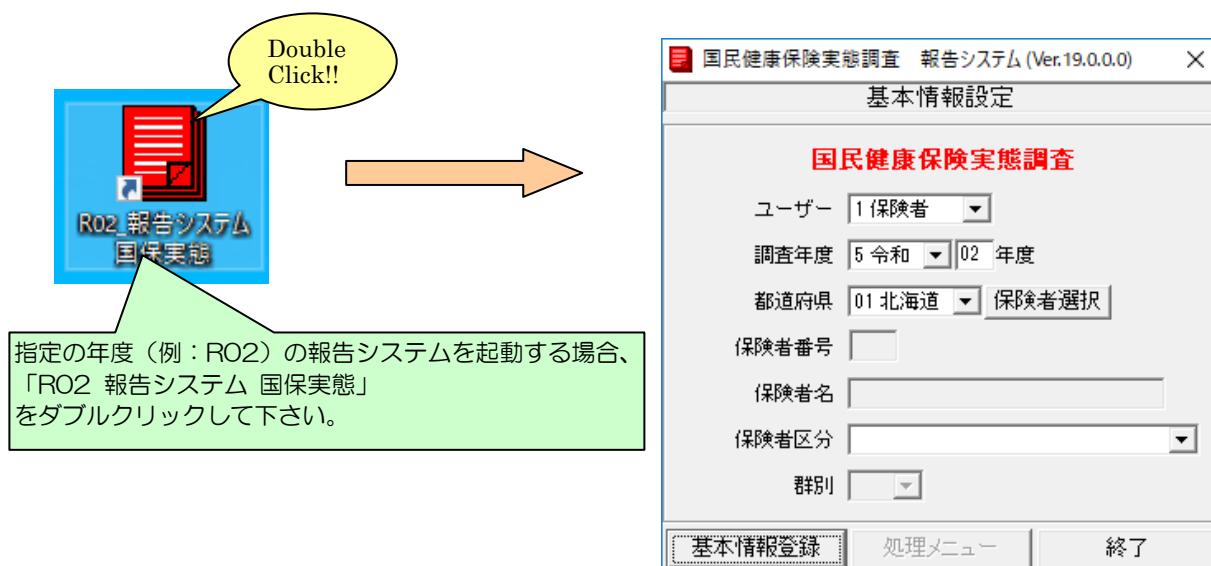 Double
Click!!
R02_報告システム
国保実態
指定の年度（例：R02）の報告システムを起動する場合、
「R02 報告システム 国保実態」
をダブルクリックして下さい。
国民健康保険実態調査　報告システム (Ver.19.0.0.0)
基本情報設定
国民健康保険実態調査
ユーザー 1 保険者
調査年度 5 令和 02 年度
都道府県 01 北海道 保険者選択
保険者番号
保険者名
保険者区分
群別
基本情報登録 処理メニュー 終了